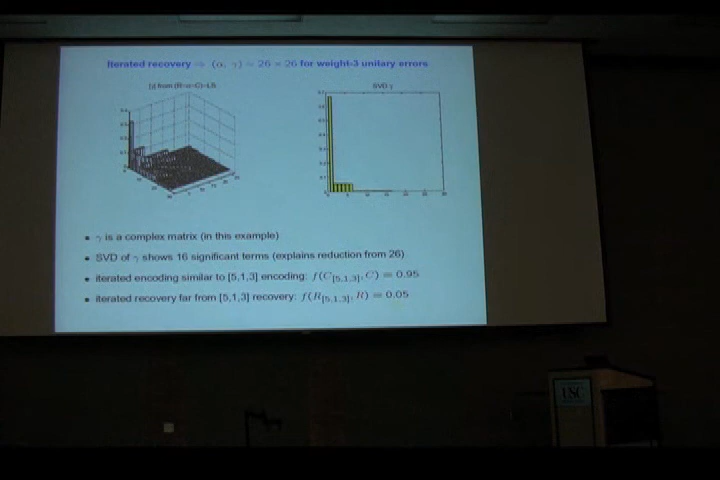 Iterated recovery ⇒ (α, γ) ~ 26 × 26 for weight-3 unitary errors
SVD γ
• γ is a complex matrix (in this example)
• SVD of γ shows 16 significant terms (explains reduction from 26)
• iterated encoding similar to [5,1,3] encoding: f(C[5,1,3], C) = 0.95
• iterated recovery far from [5,1,3] recovery: f(R[5,1,3], R) = 0.05
USC